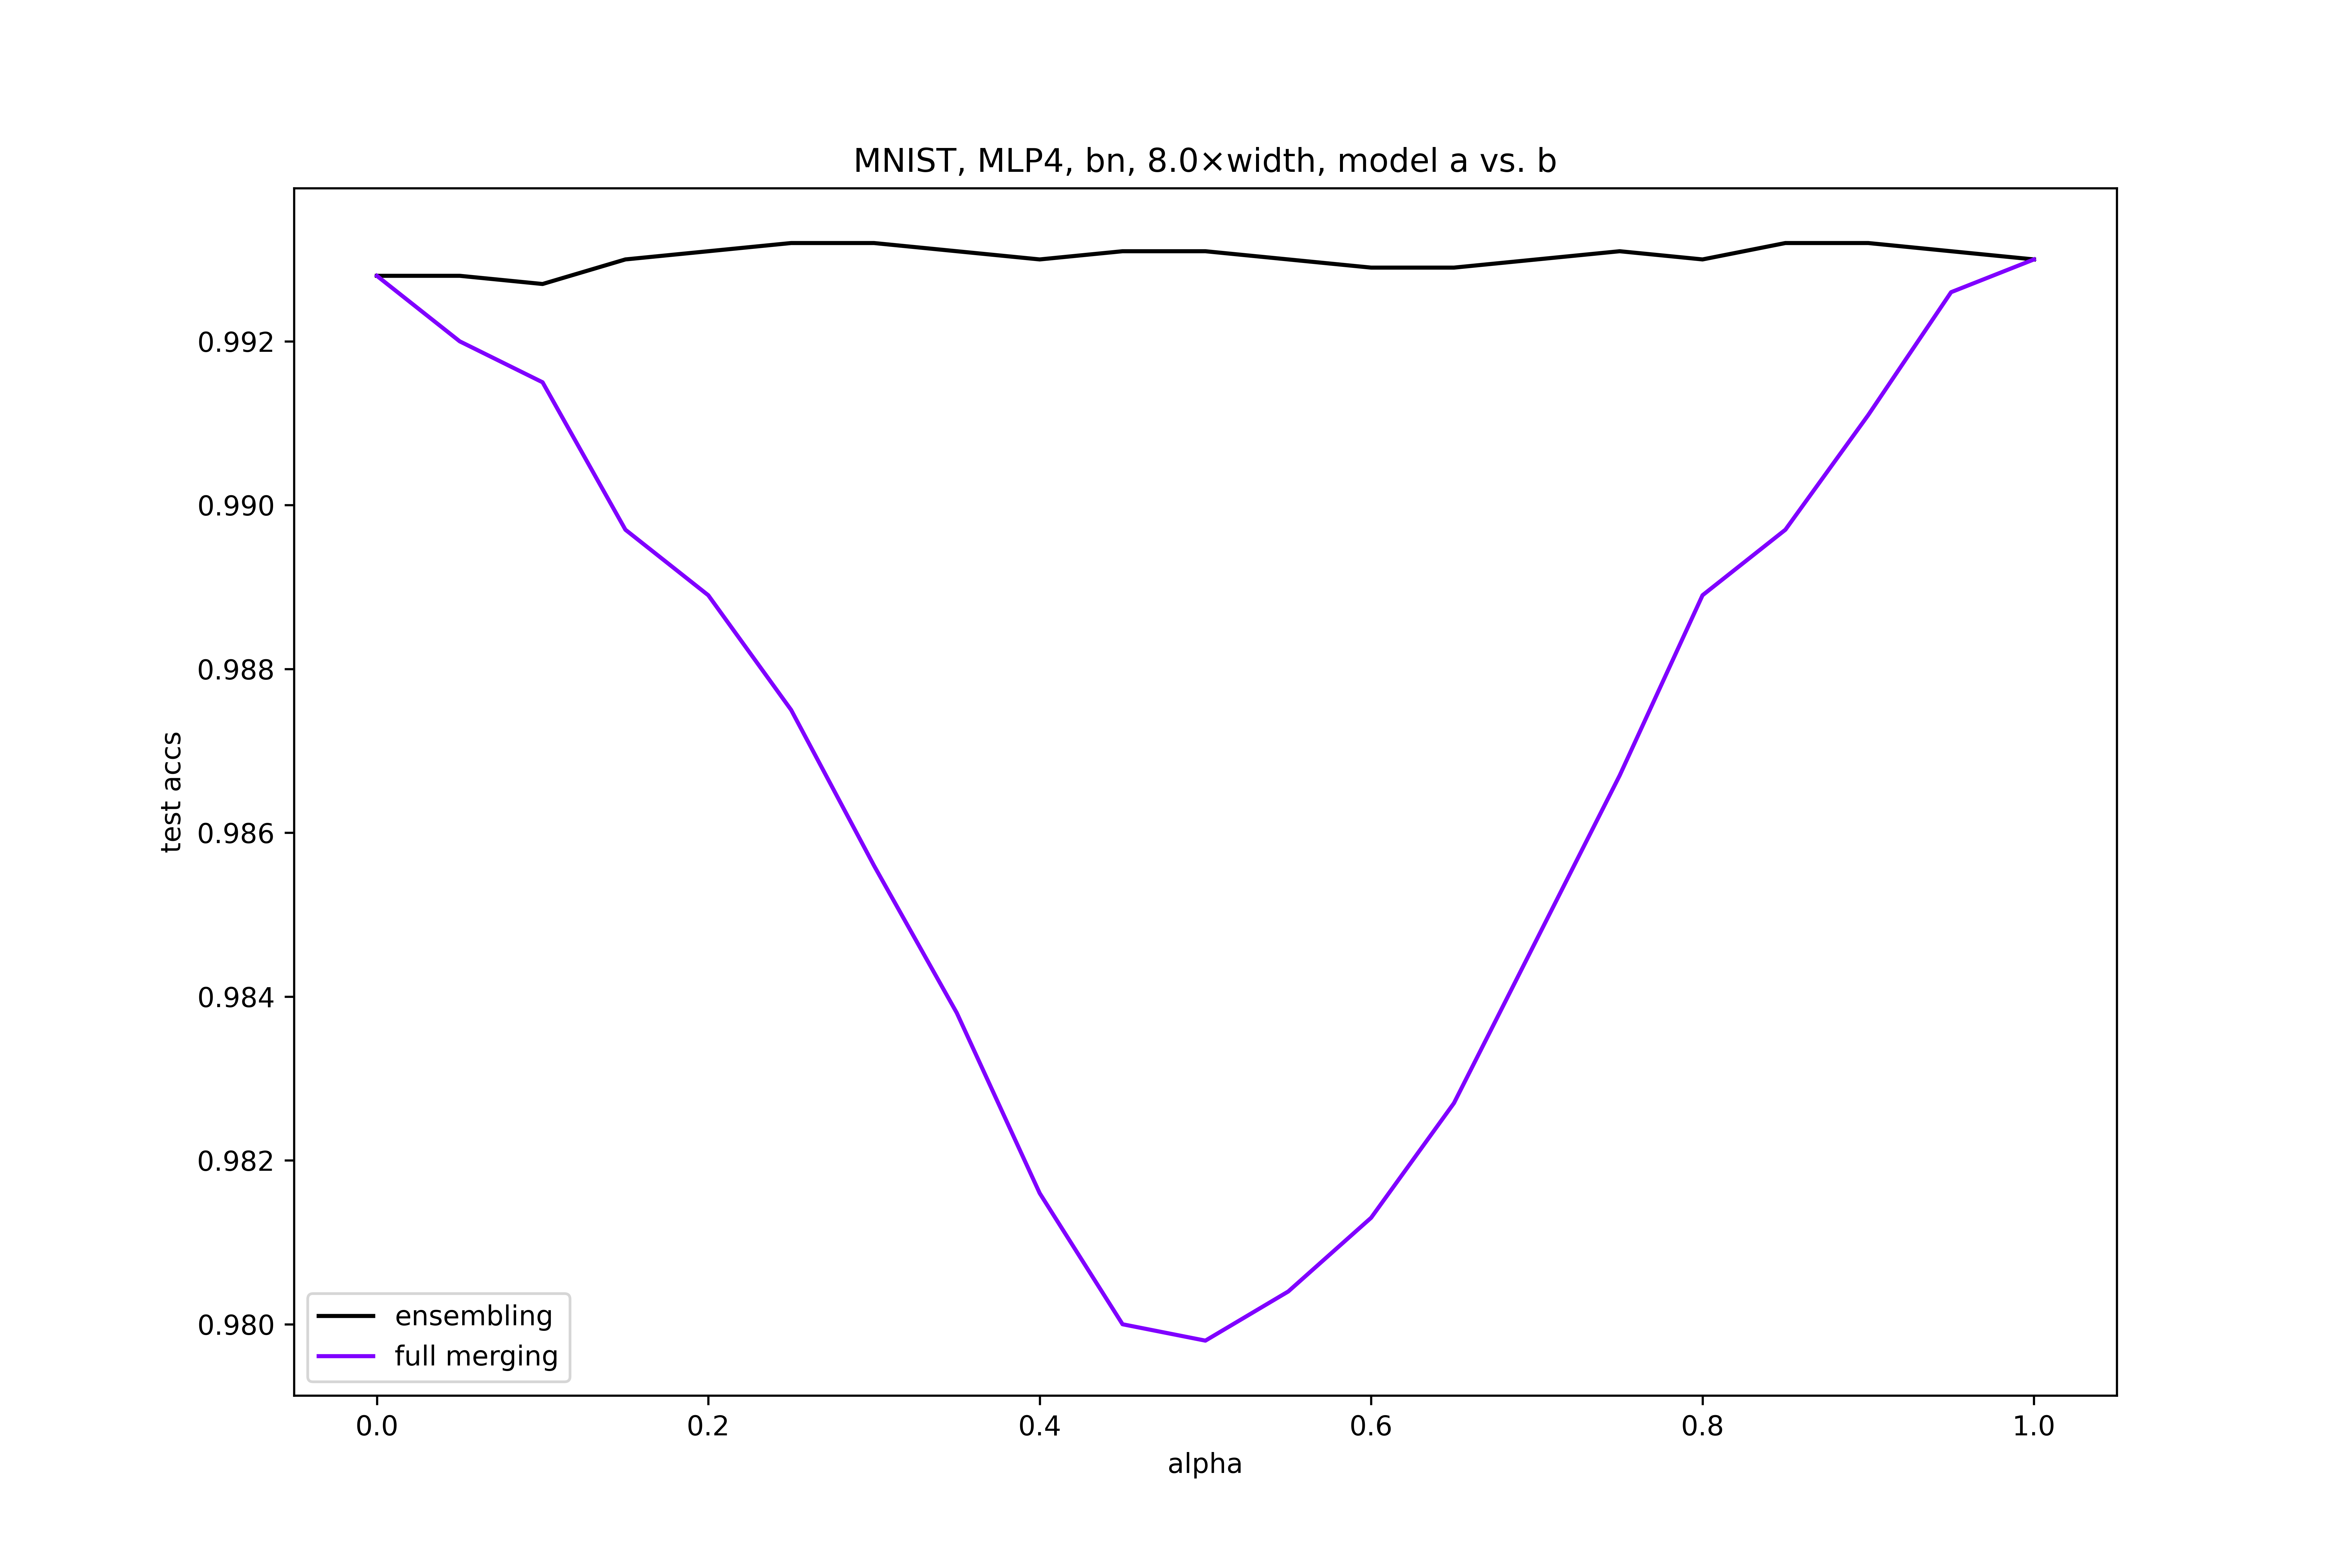 MNIST, MLP4, bn, 8.0×width, model a vs. b
test accs
0.992
0.990
0.988
0.986
0.984
0.982
0.980
ensembling
full merging
0.0 0.2 0.4 0.6 0.8 1.0
alpha